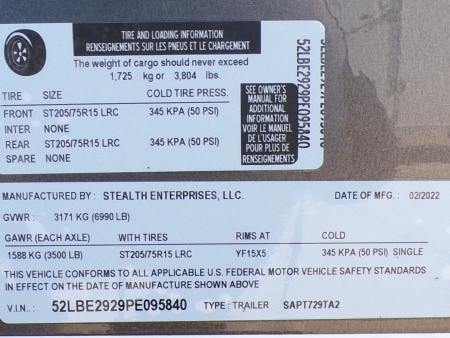 TIRE AND LOADING INFORMATION
RENSEIGNEMENTS SUR LES PNEUS ET LE CHARGEMENT
The weight of cargo should never exceed
1,725 kg or 3,804 lbs.
TIRE SIZE COLD TIRE PRESS.
FRONT ST205/75R15 LRC 345 KPA (50 PSI)
INTER NONE
REAR ST205/75R15 LRC 345 KPA (50 PSI)
SPARE NONE
SEE OWNER'S
MANUAL FOR
ADDITIONAL
INFORMATION
VOIR LE MANUEL
DE L'USAGER
POUR PLUS DE
RENSEIGNEMENTS
52LBE2929PE095840
MANUFACTURED BY: STEALTH ENTERPRISES, LLC. DATE OF MFG. : 02/2022
GVWR: 3171 KG (6990 LB)
GAWR (EACH AXLE) WITH TIRES RIMS AT COLD
1588 KG (3500 LB) ST205/75R15 LRC YF15X5 345 KPA (50 PSI) SINGLE
THIS VEHICLE CONFORMS TO ALL APPLICABLE U.S. FEDERAL MOTOR VEHICLE SAFETY STANDARDS
IN EFFECT ON THE DATE OF MANUFACTURE SHOWN ABOVE
V.I.N.: 52LBE2929PE095840 TYPE: TRAILER SAPT729TA2